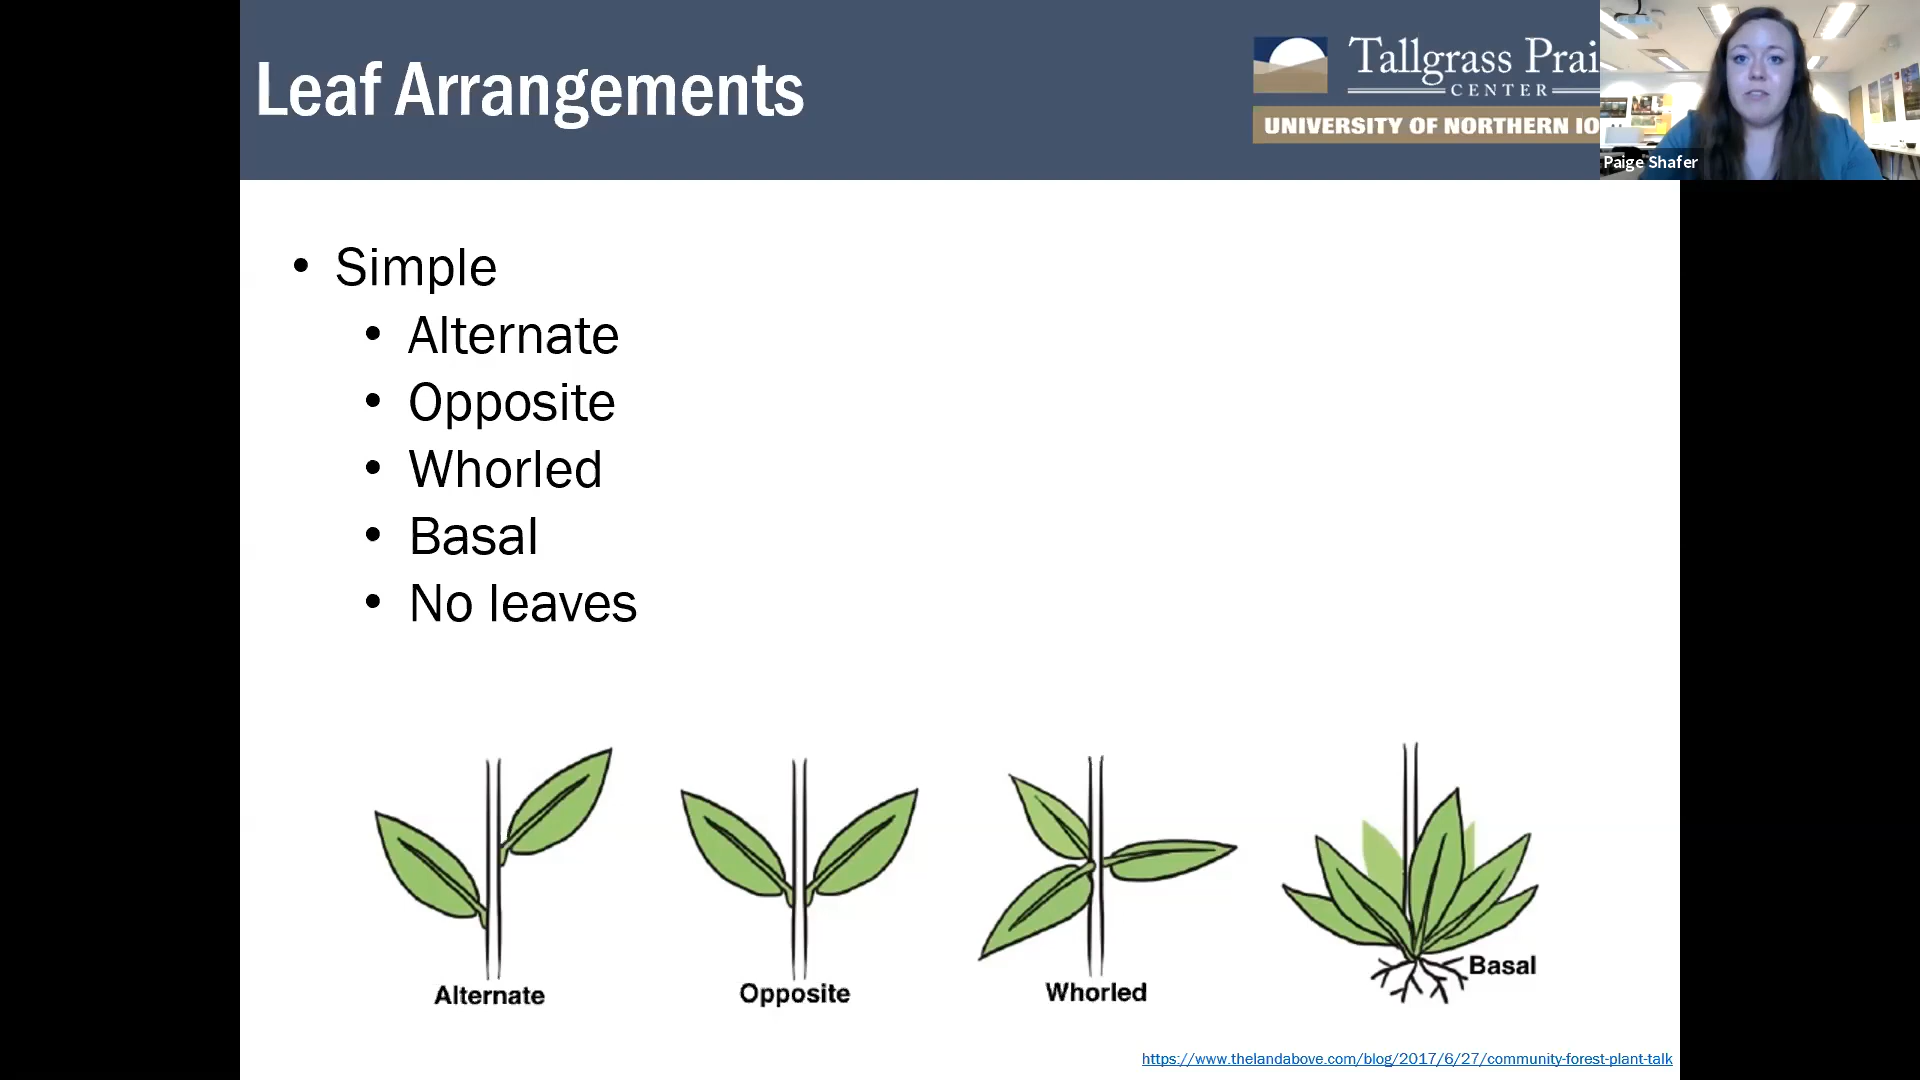 Leaf Arrangements
Tallgrass Prai
CENTER
UNIVERSITY OF NORTHERN IO
Paige Shafer
• Simple
• Alternate
• Opposite
• Whorled
• Basal
• No leaves
Alternate
Opposite
Whorled
Basal
https://www.thelandabove.com/blog/2017/6/27/community-forest-plant-talk